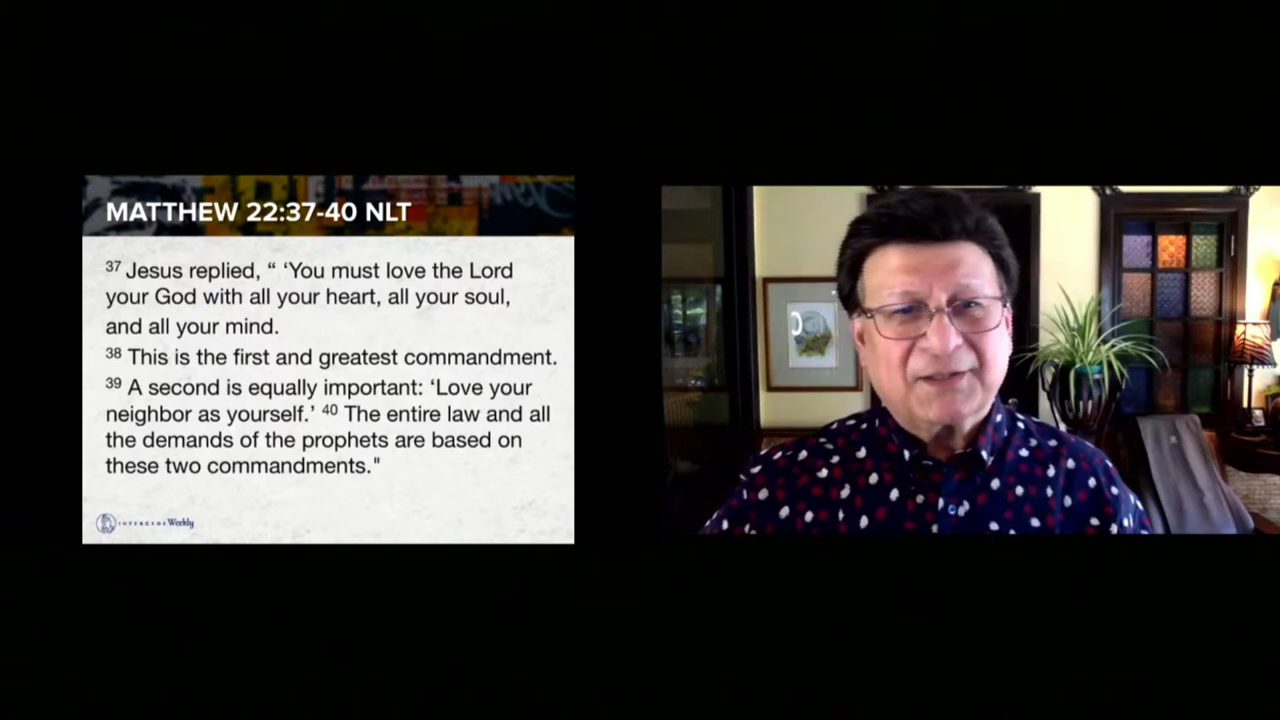 MATTHEW 22:37-40 NLT
37 Jesus replied, “ ‘You must love the Lord
your God with all your heart, all your soul,
and all your mind.
38 This is the first and greatest commandment.
39 A second is equally important: ‘Love your
neighbor as yourself.’ 40 The entire law and all
the demands of the prophets are based on
these two commandments."
INTERCEDE Weekly